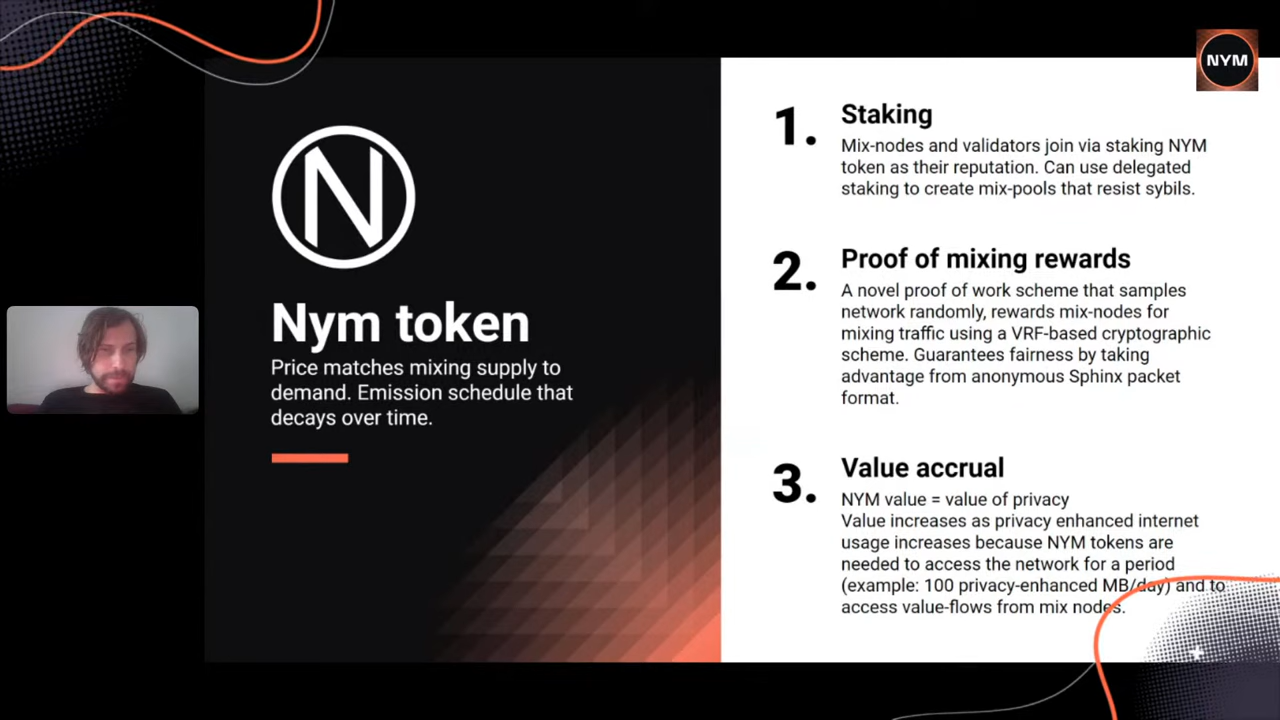 NYM
N
Nym token
Price matches mixing supply to
demand. Emission schedule that
decays over time.
1.
Staking
Mix-nodes and validators join via staking NYM
token as their reputation. Can use delegated
staking to create mix-pools that resist sybils.
2.
Proof of mixing rewards
A novel proof of work scheme that samples
network randomly, rewards mix-nodes for
mixing traffic using a VRF-based cryptographic
scheme. Guarantees fairness by taking
advantage from anonymous Sphinx packet
format.
3.
Value accrual
NYM value = value of privacy
Value increases as privacy enhanced internet
usage increases because NYM tokens are
needed to access the network for a period
(example: 100 privacy-enhanced MB/day) and to
access value-flows from mix nodes.